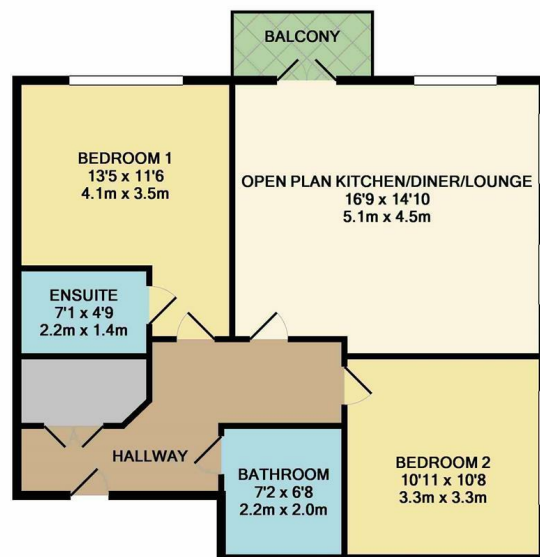 BALCONY
BEDROOM 1
13'5 x 11'6
4.1m x 3.5m
OPEN PLAN KITCHEN/DINER/LOUNGE
16'9 x 14'10
5.1m x 4.5m
ENSUITE
7'1 x 4'9
2.2m x 1.4m
HALLWAY
BATHROOM
7'2 x 6'8
2.2m x 2.0m
BEDROOM 2
10'11 x 10'8
3.3m x 3.3m